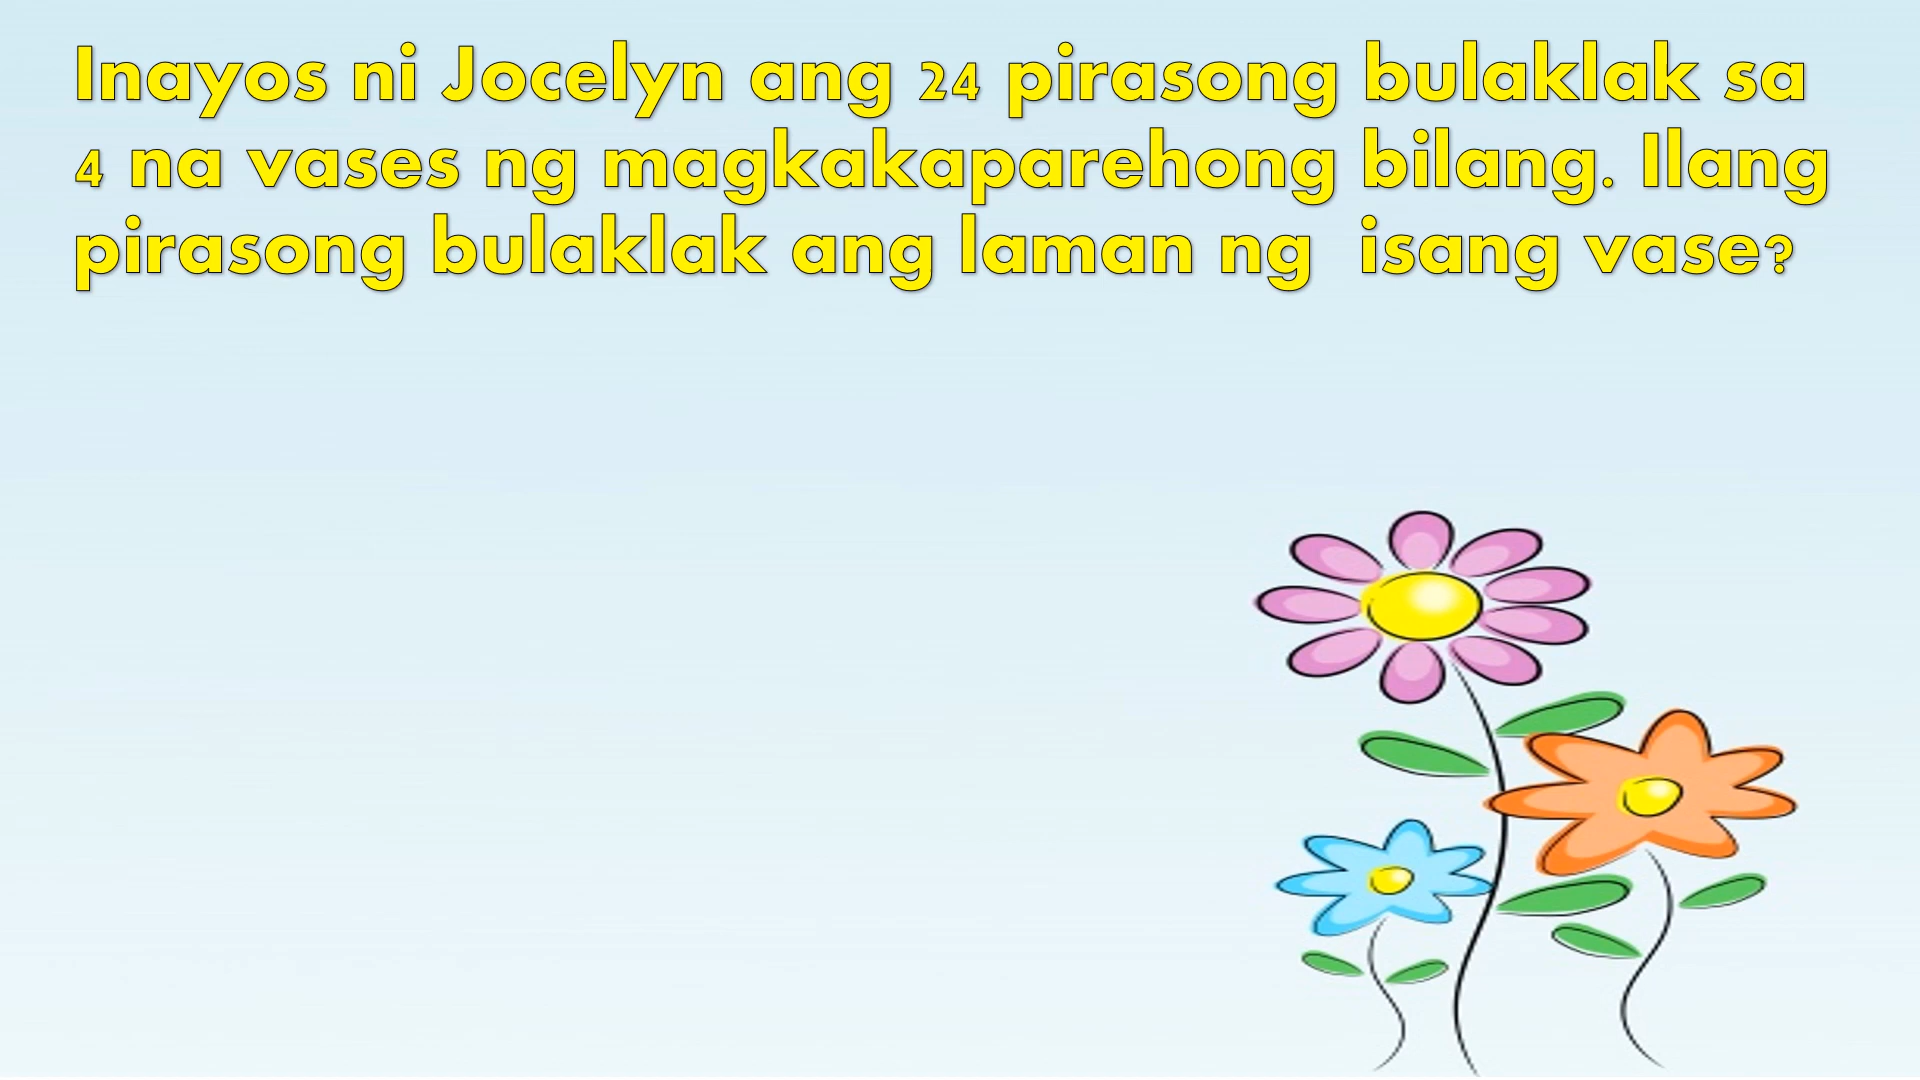 Inayos ni Jocelyn ang 24 pirasong bulaklak sa
4 na vases ng magkakaparehong bilang. Ilang
pirasong bulaklak ang laman ng  isang vase?